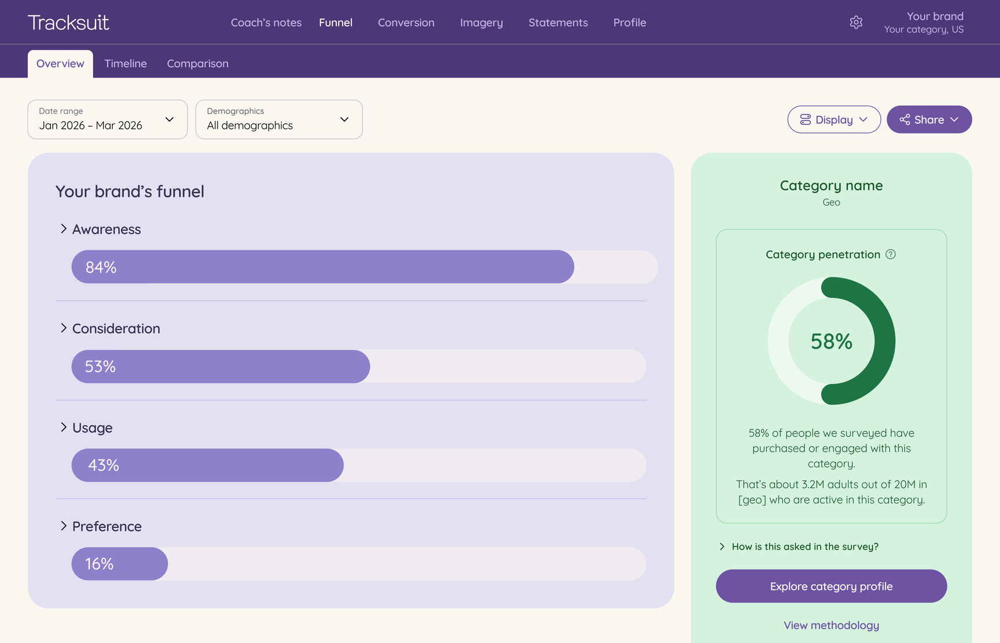 Tracksuit
Coach's notes
Funnel
Conversion
Imagery
Statements
Profile
Your brand
Your category, US
Overview
Timeline
Comparison
Date range
Jan 2026 – Mar 2026
Demographics
All demographics
Display
Share
Your brand's funnel
Awareness
84%
Consideration
53%
Usage
43%
Preference
16%
Category name
Geo
Category penetration ?
58%
58% of people we surveyed have
purchased or engaged with this
category.
That's about 3.2M adults out of 20M in
[geo] who are active in this category.
How is this asked in the survey?
Explore category profile
View methodology